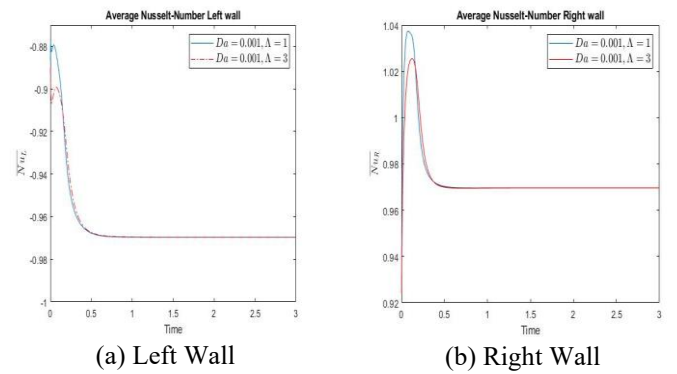 Average Nusselt-Number Left wall
Da = 0.001, Λ = 1
Da = 0.001, Λ = 3
-0.88
-0.9
-0.92
-0.94
-0.96
-0.98
-1
Nu_L
0 0.5 1 1.5 2 2.5 3
Time
(a) Left Wall
Average Nusselt-Number Right wall
Da = 0.001, Λ = 1
Da = 0.001, Λ = 3
1.04
1.02
1
0.98
0.96
0.94
0.92
Nu_R
0 0.5 1 1.5 2 2.5 3
Time
(b) Right Wall